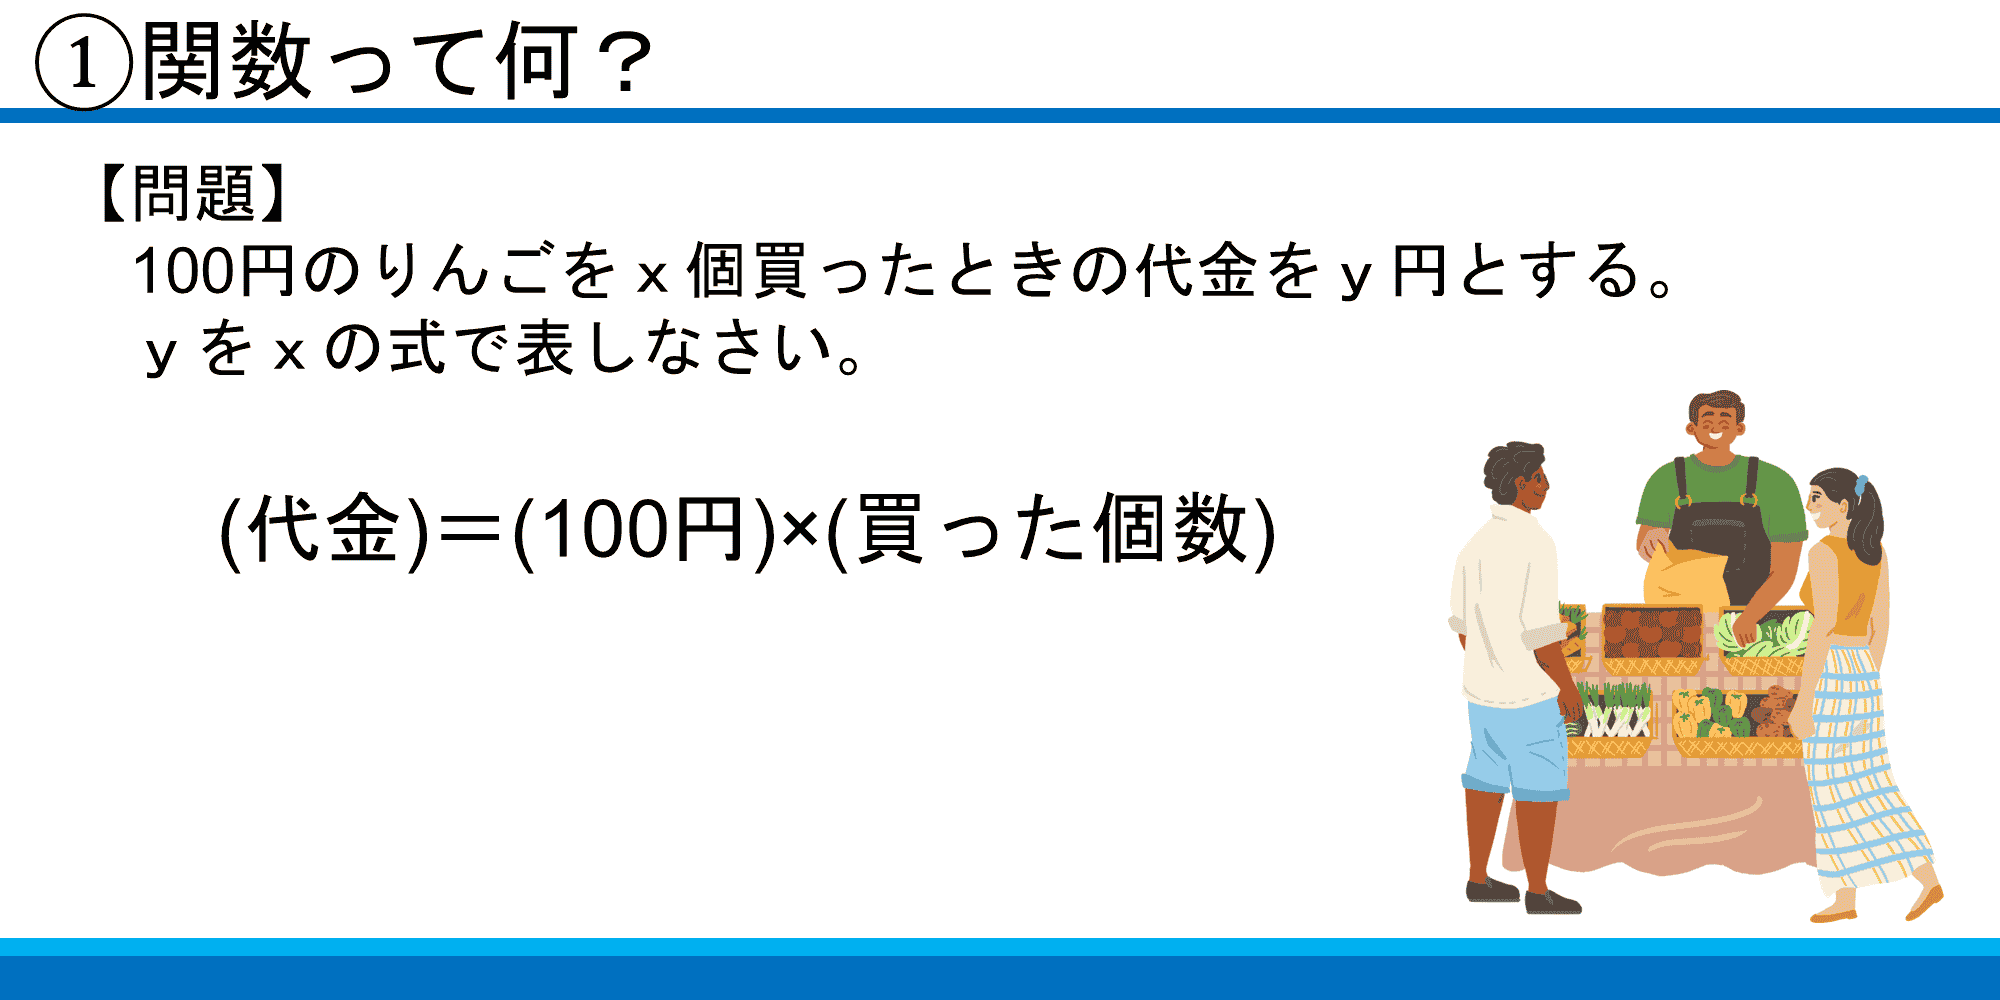 ①関数って何？
【問題】
100円のりんごをx個買ったときの代金をy円とする。
yをxの式で表しなさい。
(代金)＝(100円)×(買った個数)